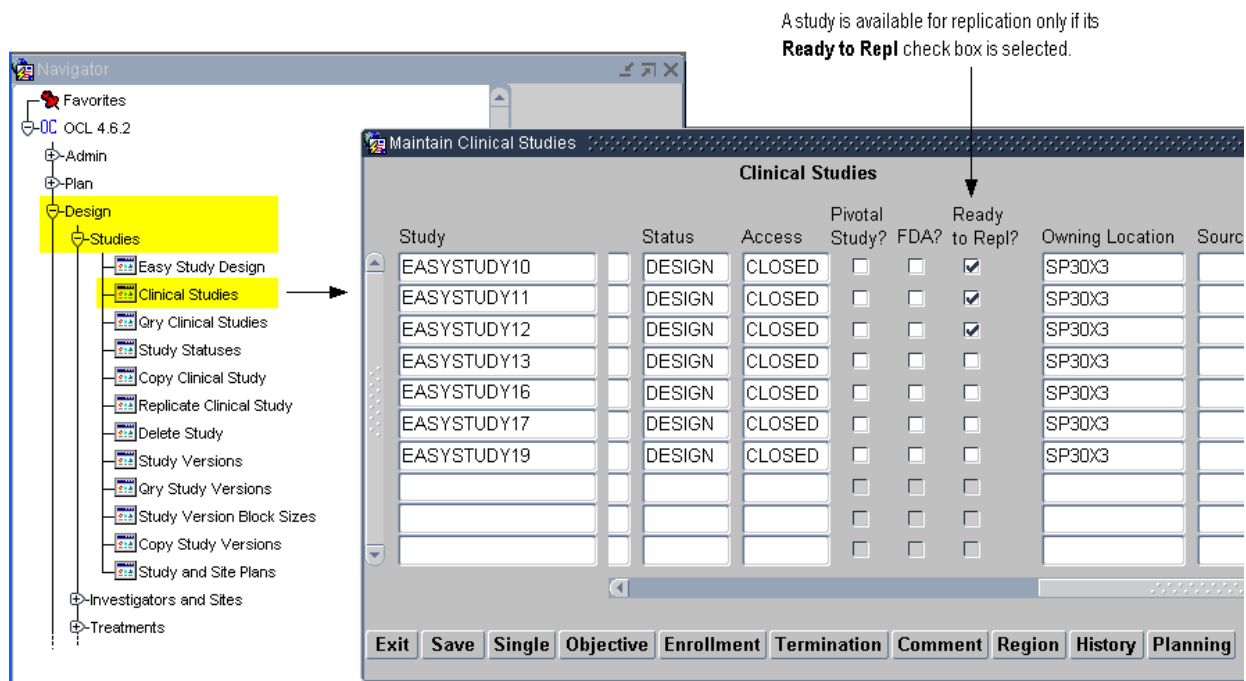 A study is available for replication only if its
Ready to Repl check box is selected.
Navigator
Favorites
OC OCL 4.6.2
Admin
Plan
Design
Studies
Easy Study Design
Clinical Studies
Qry Clinical Studies
Study Statuses
Copy Clinical Study
Replicate Clinical Study
Delete Study
Study Versions
Qry Study Versions
Study Version Block Sizes
Copy Study Versions
Study and Site Plans
Investigators and Sites
Treatments
Maintain Clinical Studies
Clinical Studies
Pivotal Ready
Study Status Access Study? FDA? to Repl? Owning Location Sourc
EASYSTUDY10 DESIGN CLOSED SP30X3
EASYSTUDY11 DESIGN CLOSED SP30X3
EASYSTUDY12 DESIGN CLOSED SP30X3
EASYSTUDY13 DESIGN CLOSED SP30X3
EASYSTUDY16 DESIGN CLOSED SP30X3
EASYSTUDY17 DESIGN CLOSED SP30X3
EASYSTUDY19 DESIGN CLOSED SP30X3
Exit Save Single Objective Enrollment Termination Comment Region History Planning